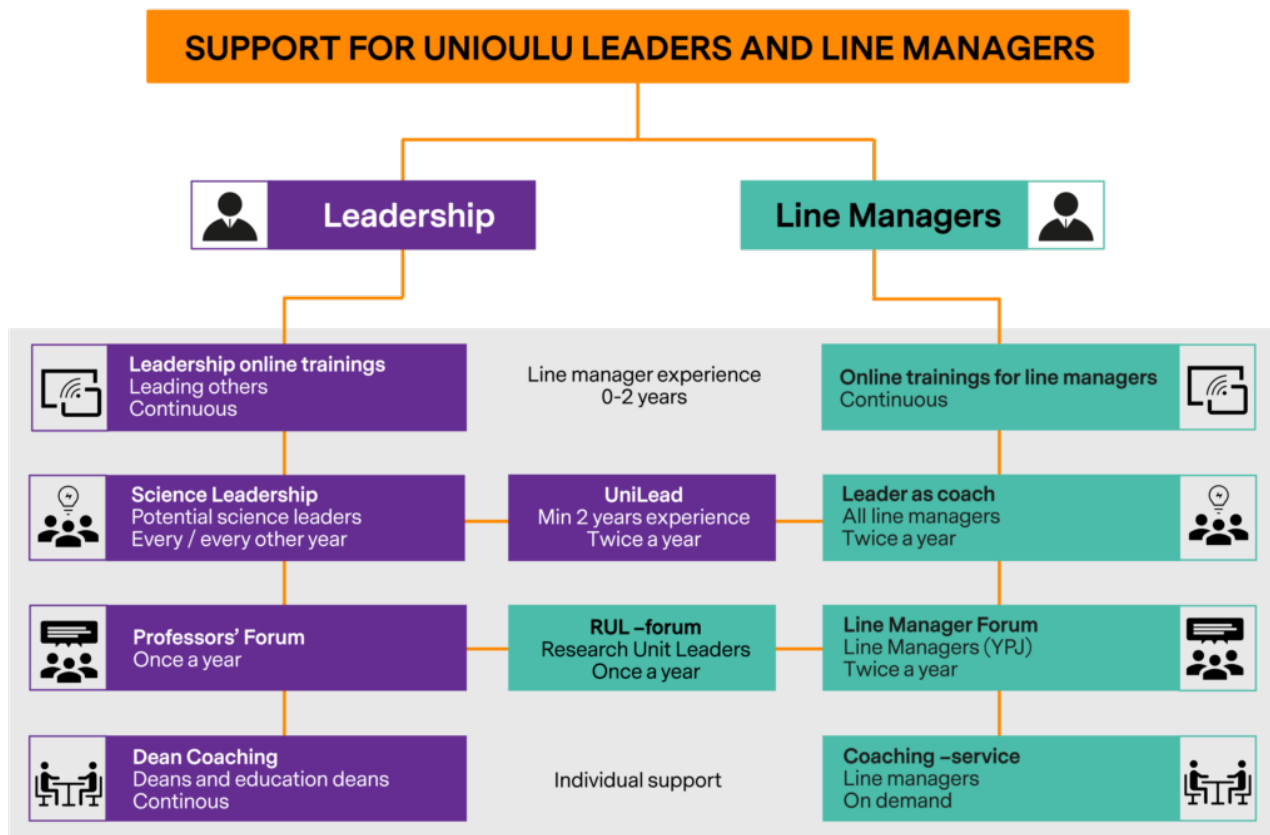 SUPPORT FOR UNIOULU LEADERS AND LINE MANAGERS
Leadership
Line Managers
Leadership online trainings
Leading others
Continuous
Line manager experience
0-2 years
Online trainings for line managers
Continuous
Science Leadership
Potential science leaders
Every / every other year
UniLead
Min 2 years experience
Twice a year
Leader as coach
All line managers
Twice a year
Professors’ Forum
Once a year
RUL –forum
Research Unit Leaders
Once a year
Line Manager Forum
Line Managers (YPJ)
Twice a year
Dean Coaching
Deans and education deans
Continous
Individual support
Coaching –service
Line managers
On demand